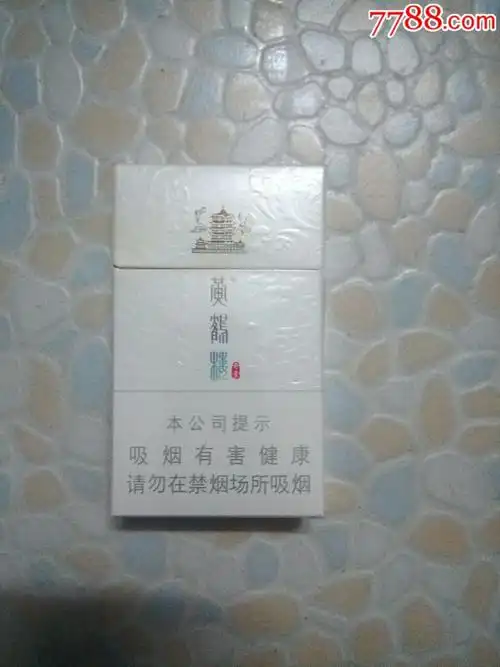 7788.com
黄
鹤
楼
本公司提示
吸烟有害健康
请勿在禁烟场所吸烟